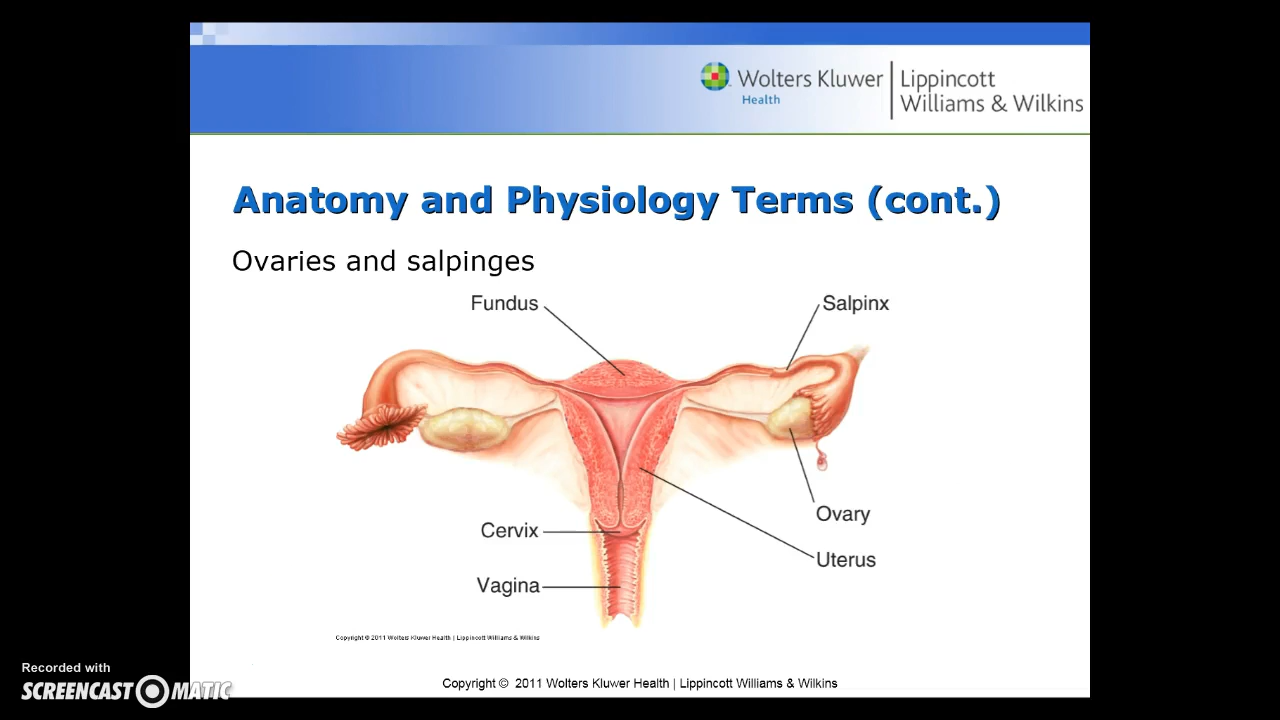 Wolters Kluwer
Health
Lippincott
Williams & Wilkins
Anatomy and Physiology Terms (cont.)
Ovaries and salpinges
Fundus
Salpinx
Ovary
Cervix
Uterus
Vagina
Copyright © 2011 Wolters Kluwer Health | Lippincott Williams & Wilkins
Recorded with
SCREENCAST MATIC
Copyright © 2011 Wolters Kluwer Health | Lippincott Williams & Wilkins